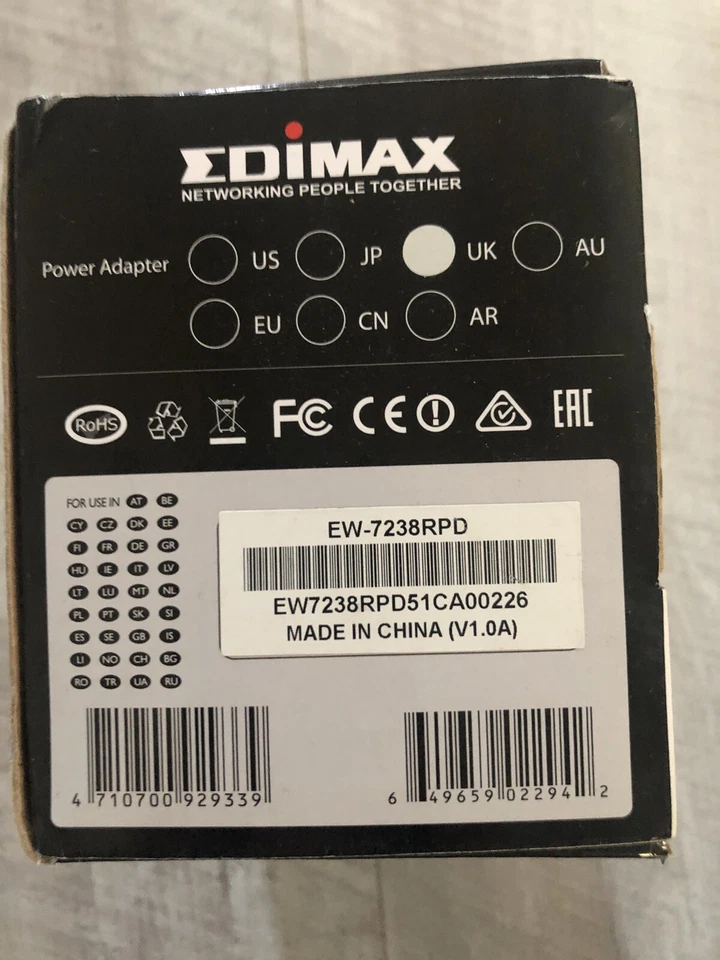 EDIMAX
NETWORKING PEOPLE TOGETHER
Power Adapter US JP UK AU
EU CN AR
RoHS FC CE EAC
FOR USE IN AT BE
CY CZ DK EE
FI FR DE GR
HU IE IT LV
LT LU MT NL
PL PT SK SI
ES SE GB IS
LI NO CH BG
RO TR UA RU
EW-7238RPD
EW7238RPD51CA00226
MADE IN CHINA (V1.0A)
4 710700 929339
6 49659 02294 2